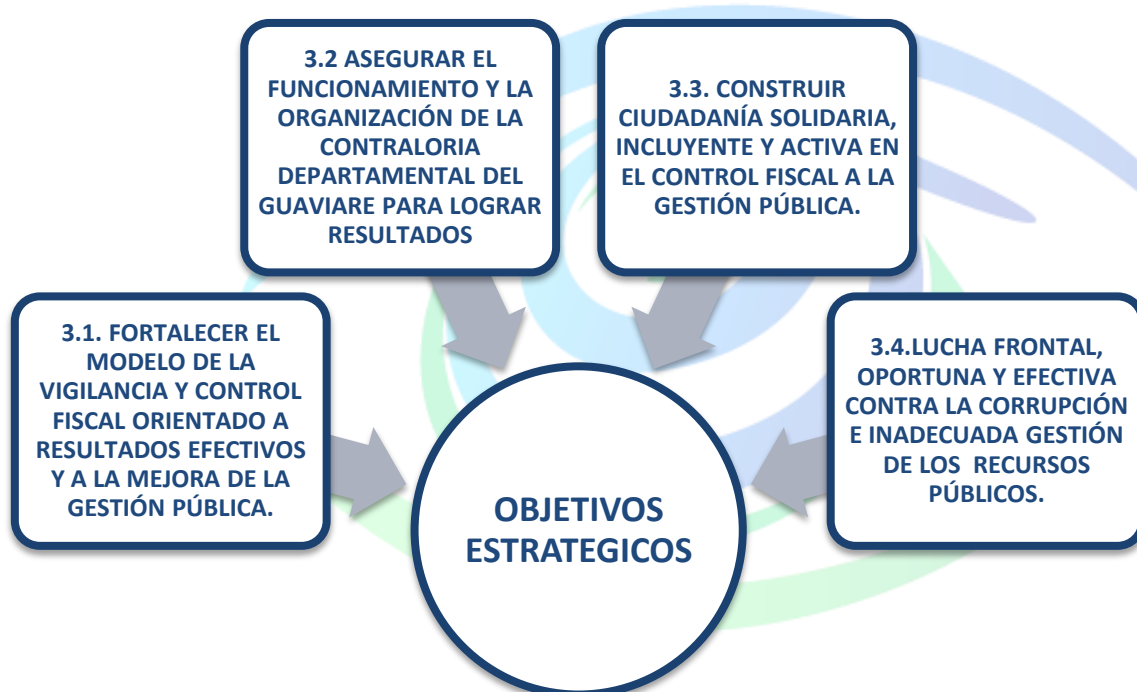 3.2 ASEGURAR EL
FUNCIONAMIENTO Y LA
ORGANIZACIÓN DE LA
CONTRALORIA
DEPARTAMENTAL DEL
GUAVIARE PARA LOGRAR
RESULTADOS
3.3. CONSTRUIR
CIUDADANÍA SOLIDARIA,
INCLUYENTE Y ACTIVA EN
EL CONTROL FISCAL A LA
GESTIÓN PÚBLICA.
3.1. FORTALECER EL
MODELO DE LA
VIGILANCIA Y CONTROL
FISCAL ORIENTADO A
RESULTADOS EFECTIVOS
Y A LA MEJORA DE LA
GESTIÓN PÚBLICA.
3.4.LUCHA FRONTAL,
OPORTUNA Y EFECTIVA
CONTRA LA CORRUPCIÓN
E INADECUADA GESTIÓN
DE LOS  RECURSOS
PÚBLICOS.
OBJETIVOS
ESTRATEGICOS